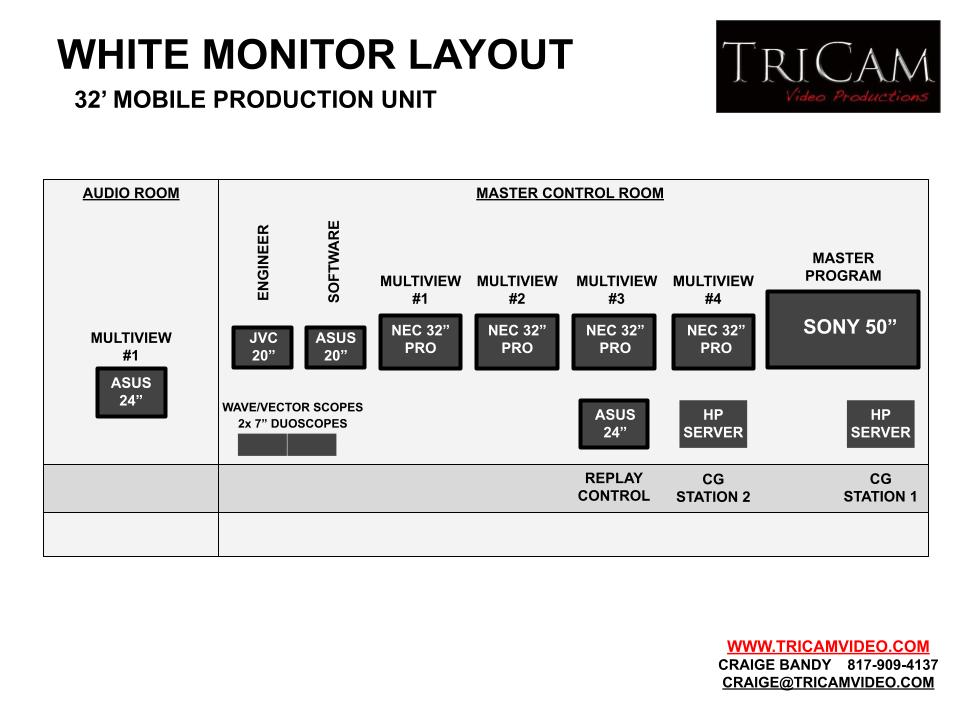 WHITE MONITOR LAYOUT
32’ MOBILE PRODUCTION UNIT
TRICAM
Video Productions
AUDIO ROOM
MASTER CONTROL ROOM
ENGINEER
SOFTWARE
MULTIVIEW
#1
MULTIVIEW
#2
MULTIVIEW
#3
MULTIVIEW
#4
MASTER
PROGRAM
MULTIVIEW
#1
ASUS
24”
JVC
20”
ASUS
20”
NEC 32”
PRO
NEC 32”
PRO
NEC 32”
PRO
NEC 32”
PRO
SONY 50”
WAVE/VECTOR SCOPES
2x 7” DUOSCOPES
ASUS
24”
HP
SERVER
HP
SERVER
REPLAY
CONTROL
CG
STATION 2
CG
STATION 1
WWW.TRICAMVIDEO.COM
CRAIGE BANDY 817-909-4137
CRAIGE@TRICAMVIDEO.COM